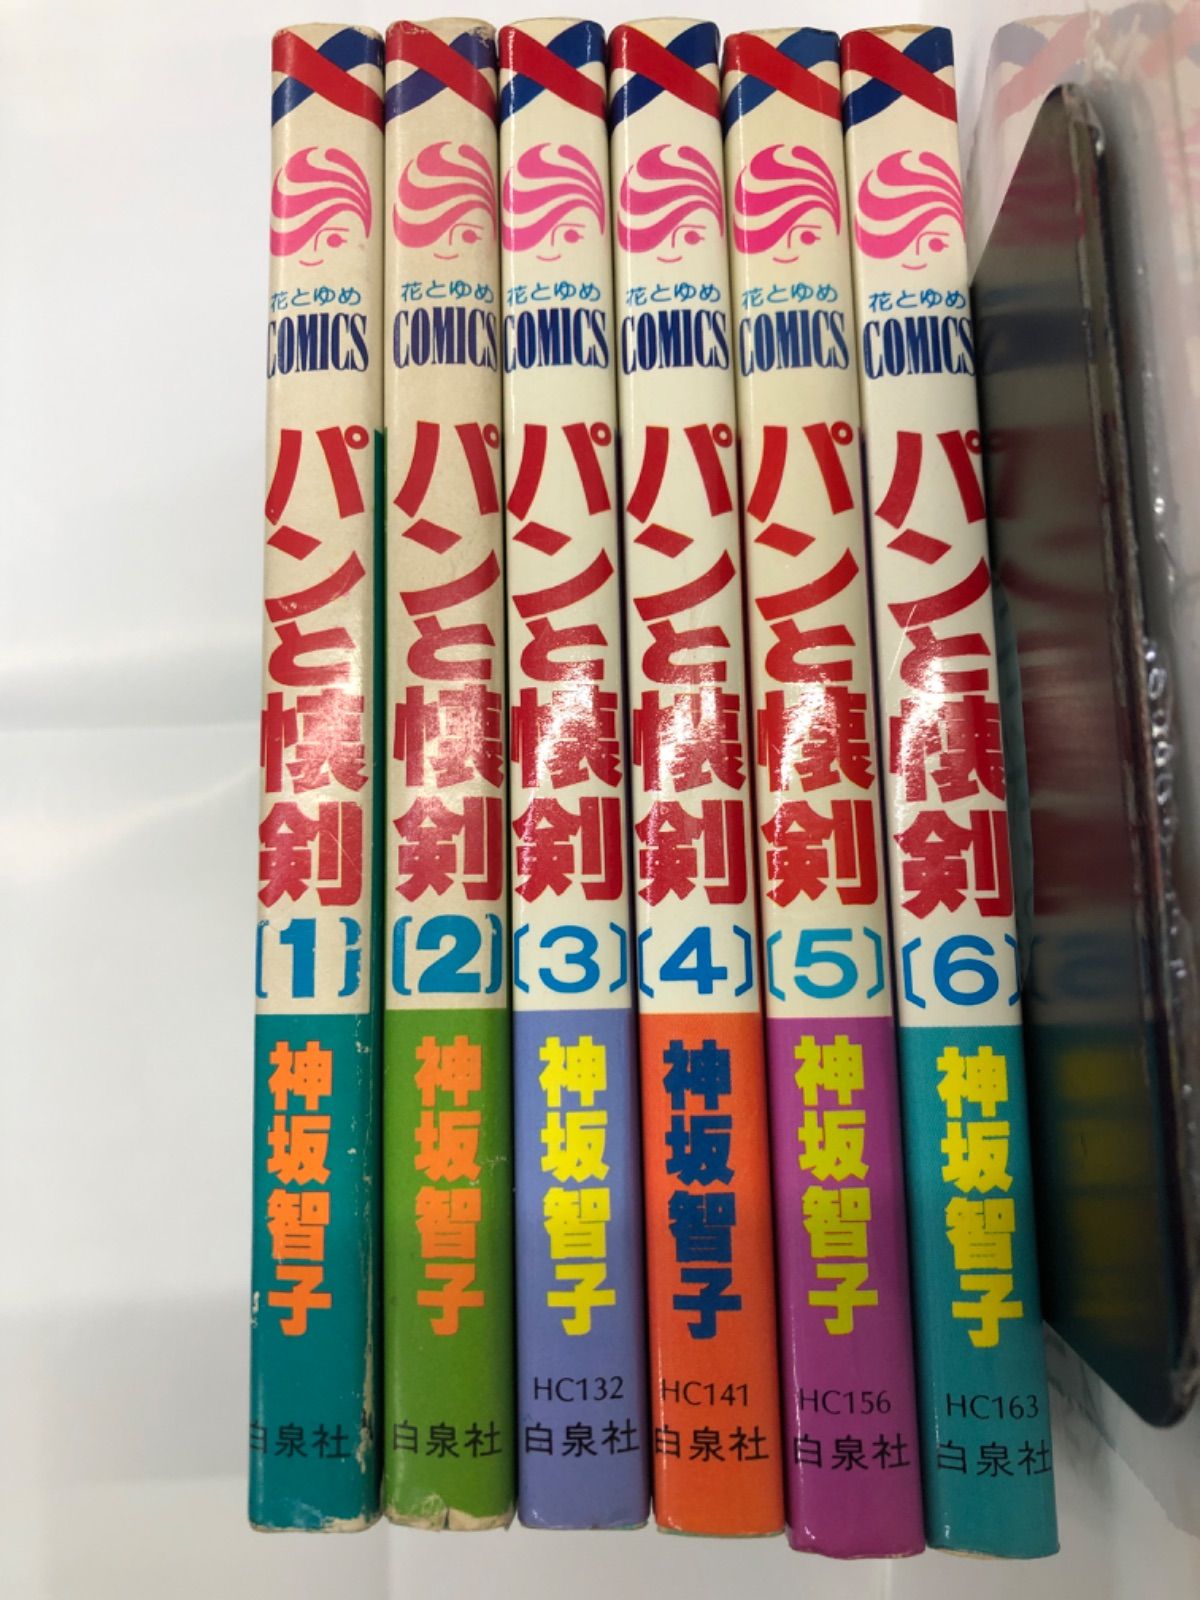 花とゆめ
COMICS
パンと懐剣
〔1〕
神坂智子
白泉社
花とゆめ
COMICS
パンと懐剣
〔2〕
神坂智子
白泉社
花とゆめ
COMICS
パンと懐剣
〔3〕
神坂智子
HC132
白泉社
花とゆめ
COMICS
パンと懐剣
〔4〕
神坂智子
HC141
白泉社
花とゆめ
COMICS
パンと懐剣
〔5〕
神坂智子
HC156
白泉社
花とゆめ
COMICS
パンと懐剣
〔6〕
神坂智子
HC163
白泉社